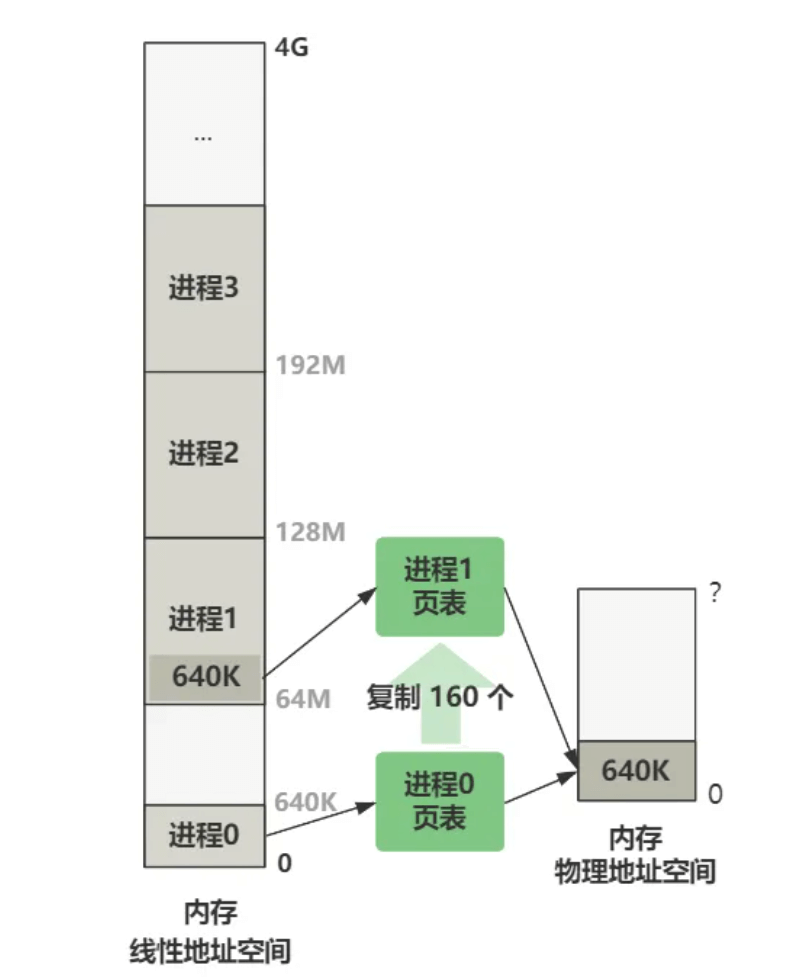 4G
...
进程3
192M
进程2
128M
进程1
640K
64M
640K
进程0
0
内存
线性地址空间
进程1
页表
复制 160 个
进程0
页表
?
640K
0
内存
物理地址空间